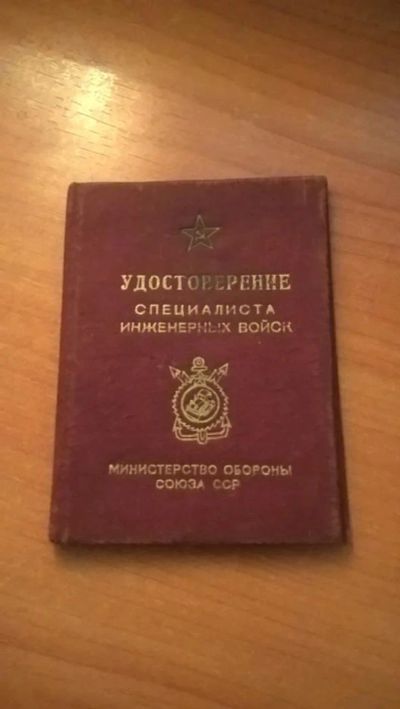 УДОСТОВЕРЕНИЕ
СПЕЦИАЛИСТА
ИНЖЕНЕРНЫХ ВОЙСК
МИНИСТЕРСТВО ОБОРОНЫ
СОЮЗА ССР